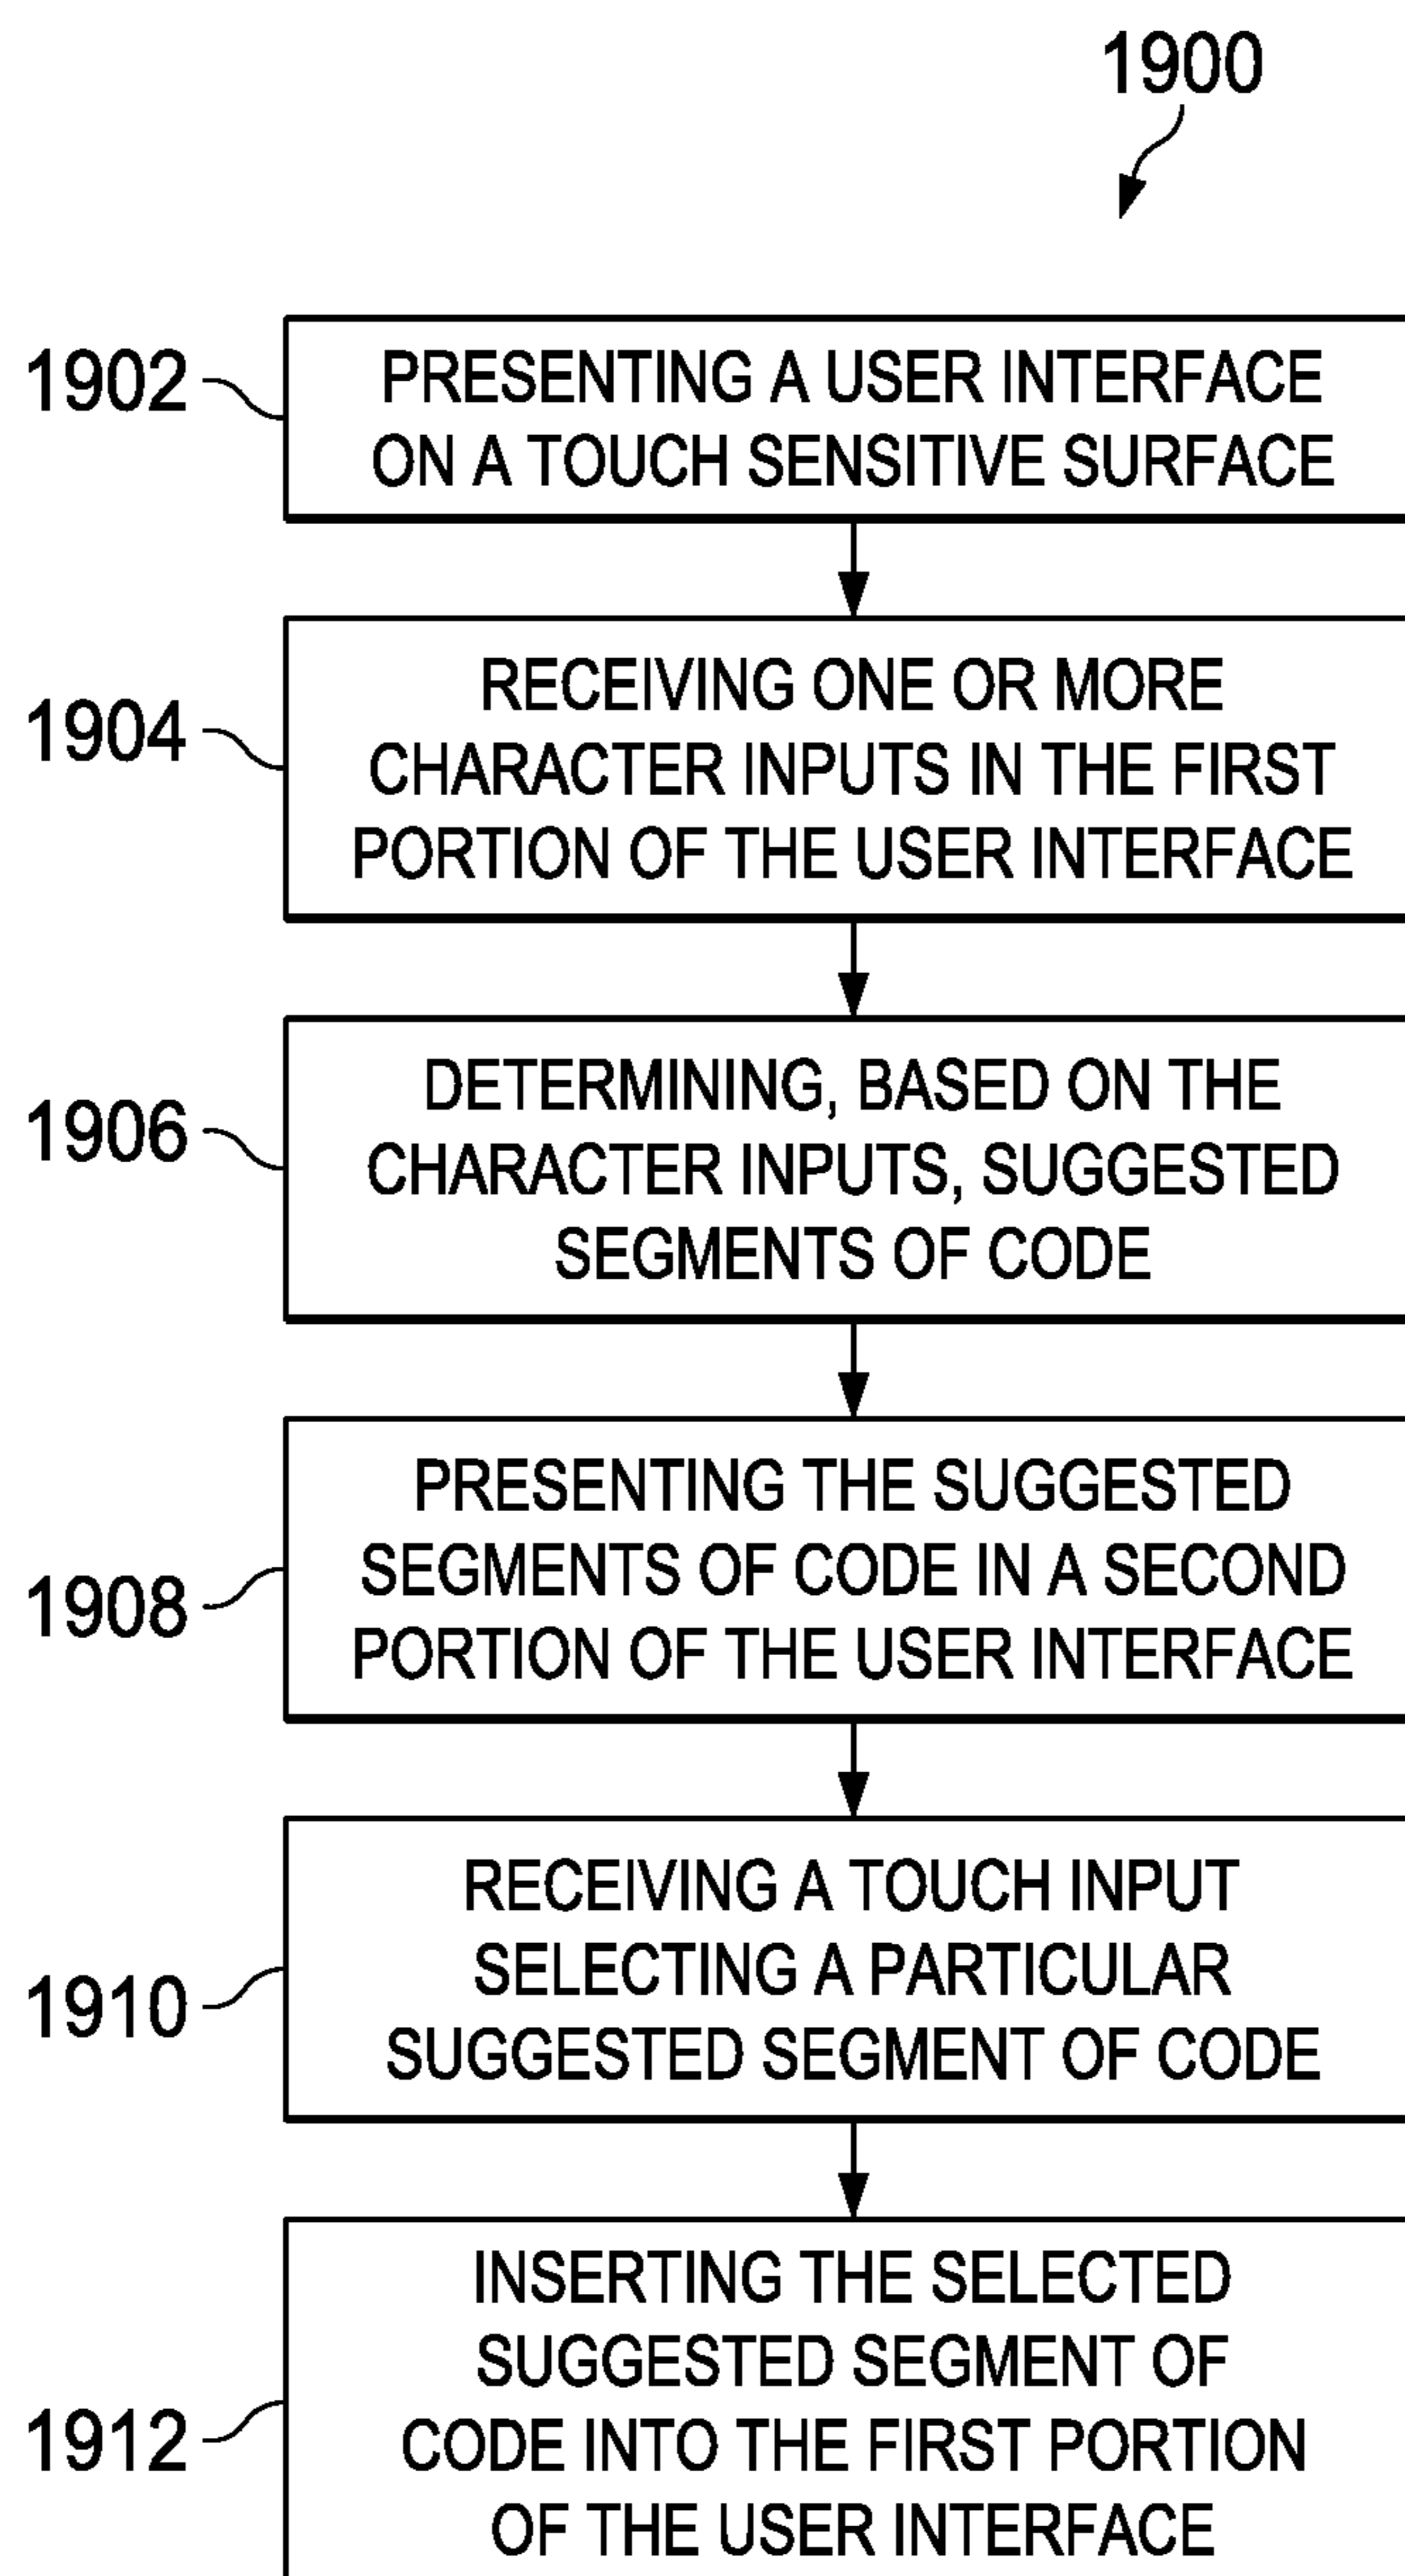 1900
1902
PRESENTING A USER INTERFACE
ON A TOUCH SENSITIVE SURFACE
1904
RECEIVING ONE OR MORE
CHARACTER INPUTS IN THE FIRST
PORTION OF THE USER INTERFACE
1906
DETERMINING, BASED ON THE
CHARACTER INPUTS, SUGGESTED
SEGMENTS OF CODE
1908
PRESENTING THE SUGGESTED
SEGMENTS OF CODE IN A SECOND
PORTION OF THE USER INTERFACE
1910
RECEIVING A TOUCH INPUT
SELECTING A PARTICULAR
SUGGESTED SEGMENT OF CODE
1912
INSERTING THE SELECTED
SUGGESTED SEGMENT OF
CODE INTO THE FIRST PORTION
OF THE USER INTERFACE